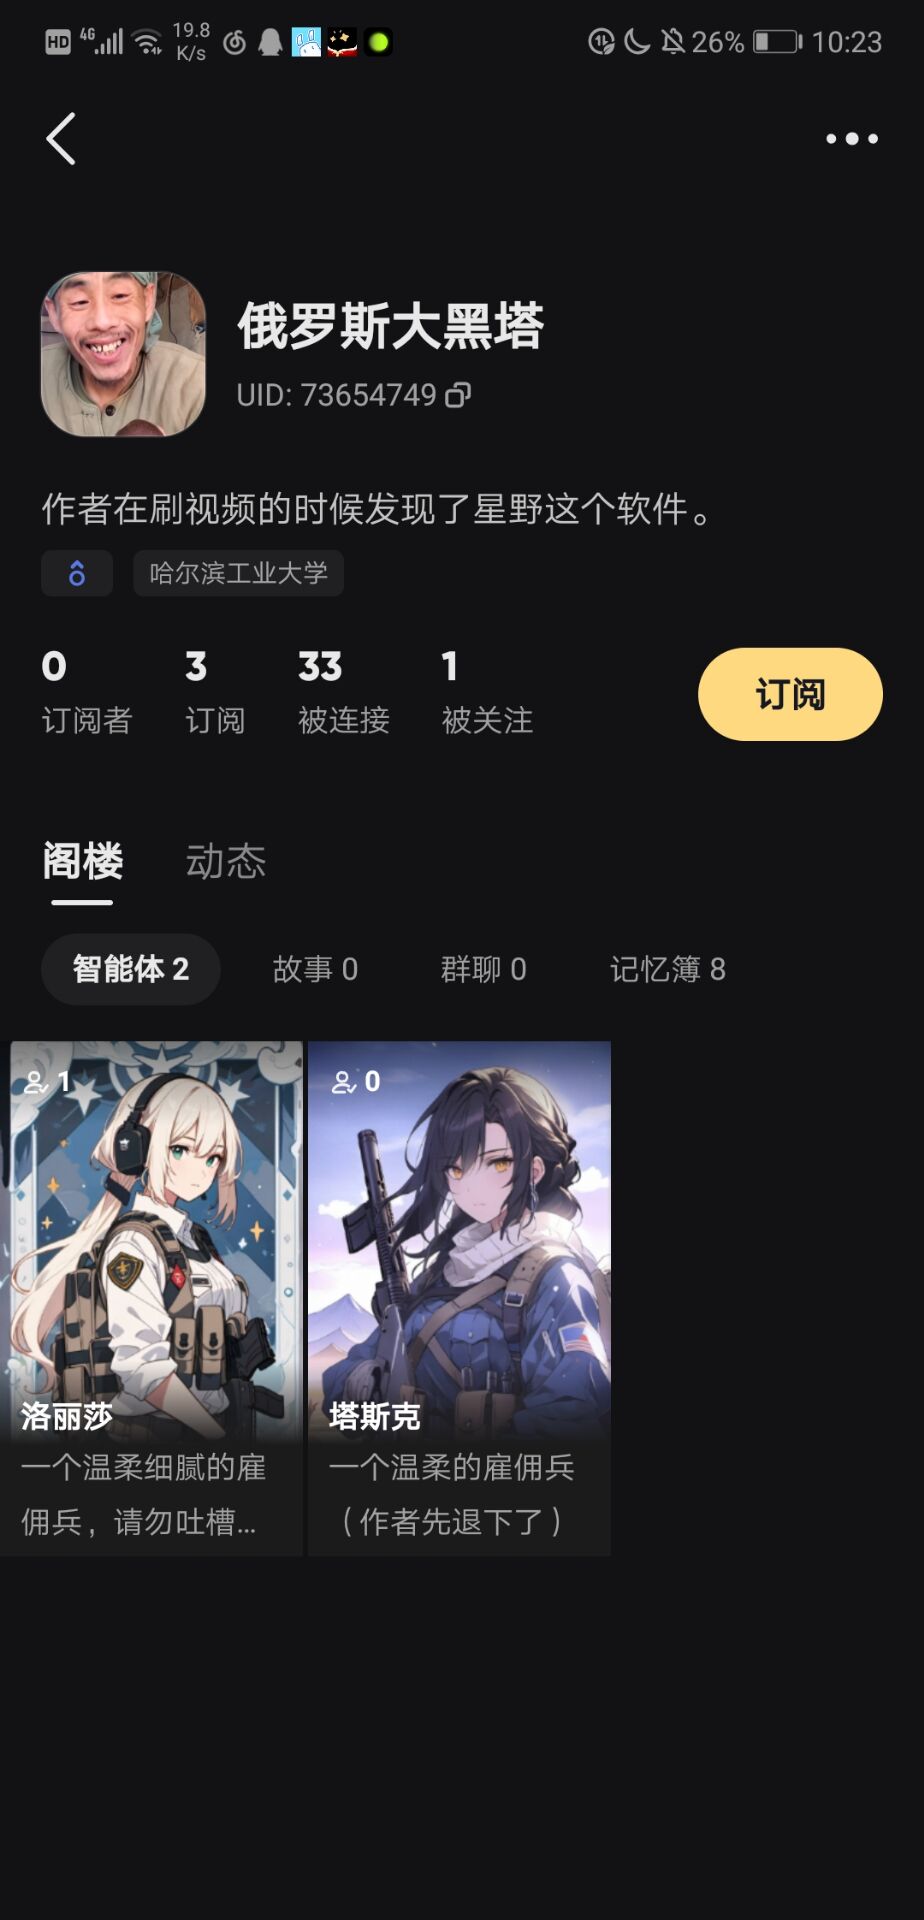 HD 4G 19.8 K/s 26% 10:23
俄罗斯大黑塔
UID: 73654749
作者在刷视频的时候发现了星野这个软件。
哈尔滨工业大学
0 3 33 1
订阅者 订阅 被连接 被关注
订阅
阁楼 动态
智能体 2 故事 0 群聊 0 记忆簿 8
1
洛丽莎
一个温柔细腻的雇
佣兵，请勿吐槽...
0
塔斯克
一个温柔的雇佣兵
（作者先退下了）